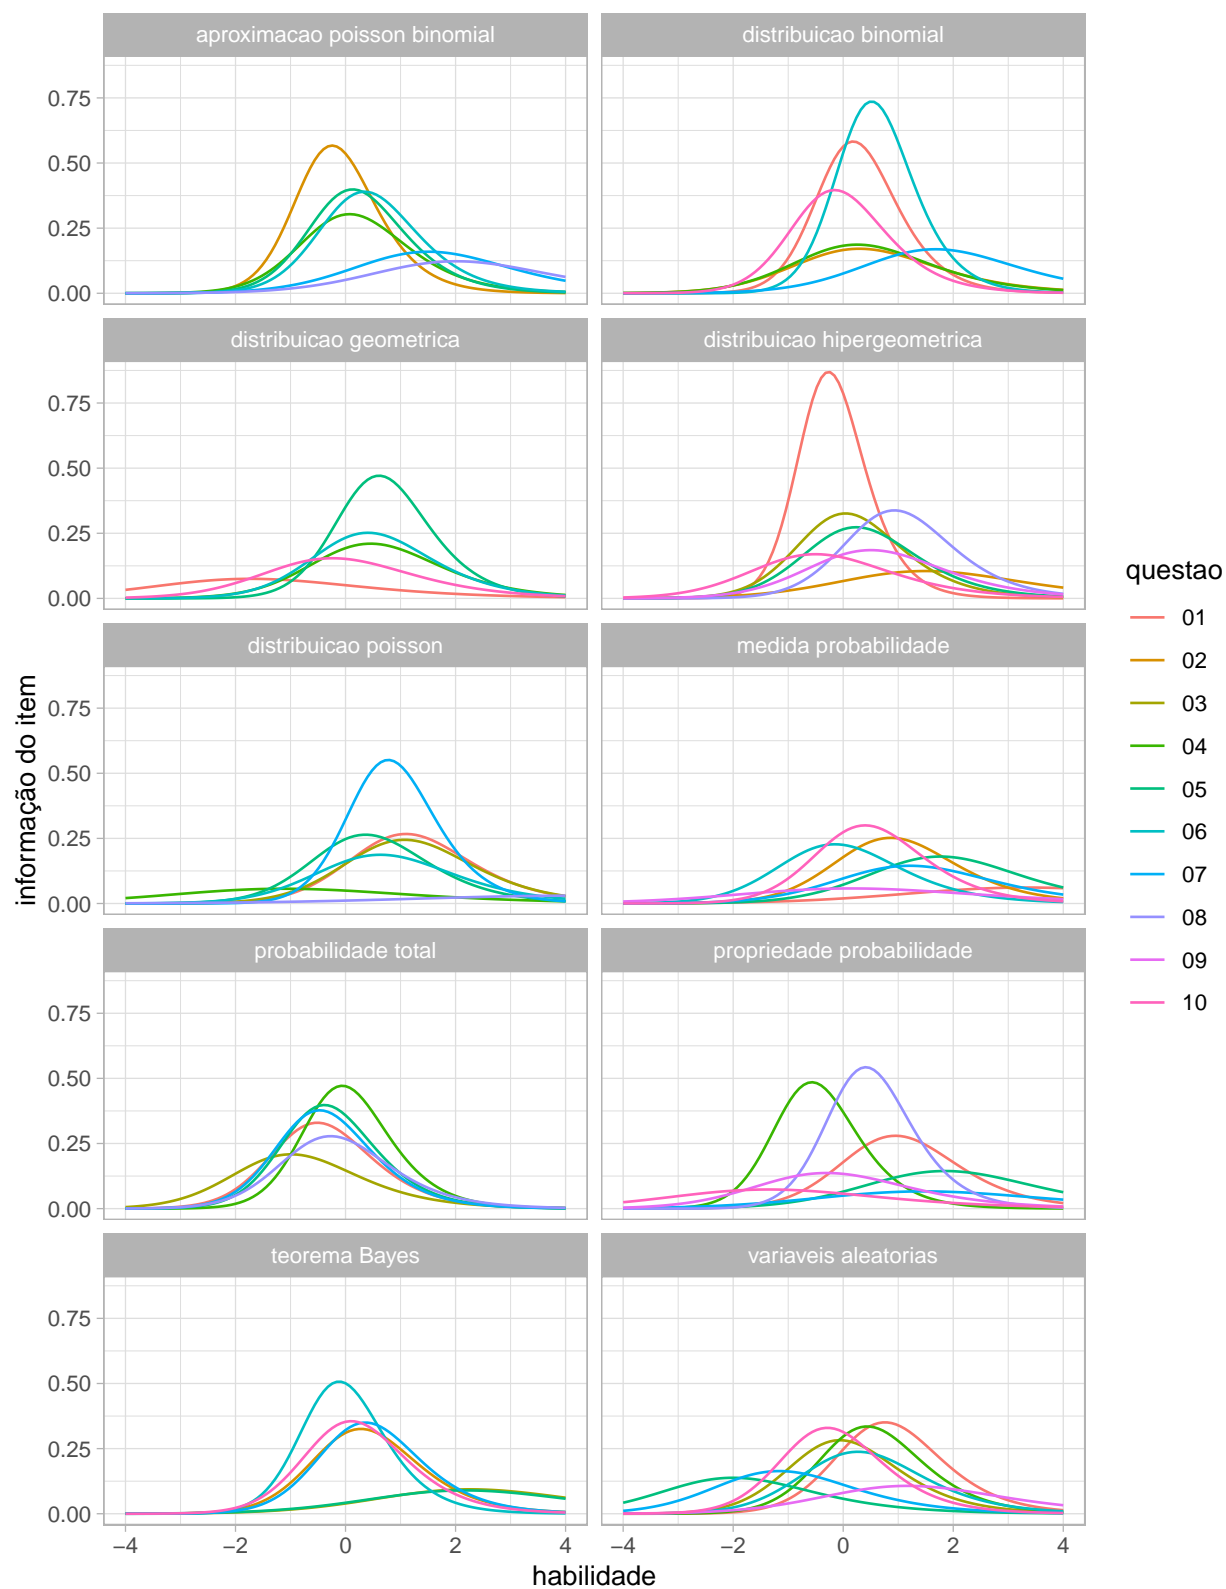 aproximacao poisson binomial
distribuicao binomial
0.75
0.50
0.25
0.00
distribuicao geometrica
distribuicao hipergeometrica
0.75
0.50
0.25
0.00
distribuicao poisson
medida probabilidade
0.75
0.50
0.25
0.00
probabilidade total
propriedade probabilidade
0.75
0.50
0.25
0.00
teorema Bayes
variaveis aleatorias
0.75
0.50
0.25
0.00
−4 −2 0 2 4
−4 −2 0 2 4
habilidade
informação do item
questao
01
02
03
04
05
06
07
08
09
10